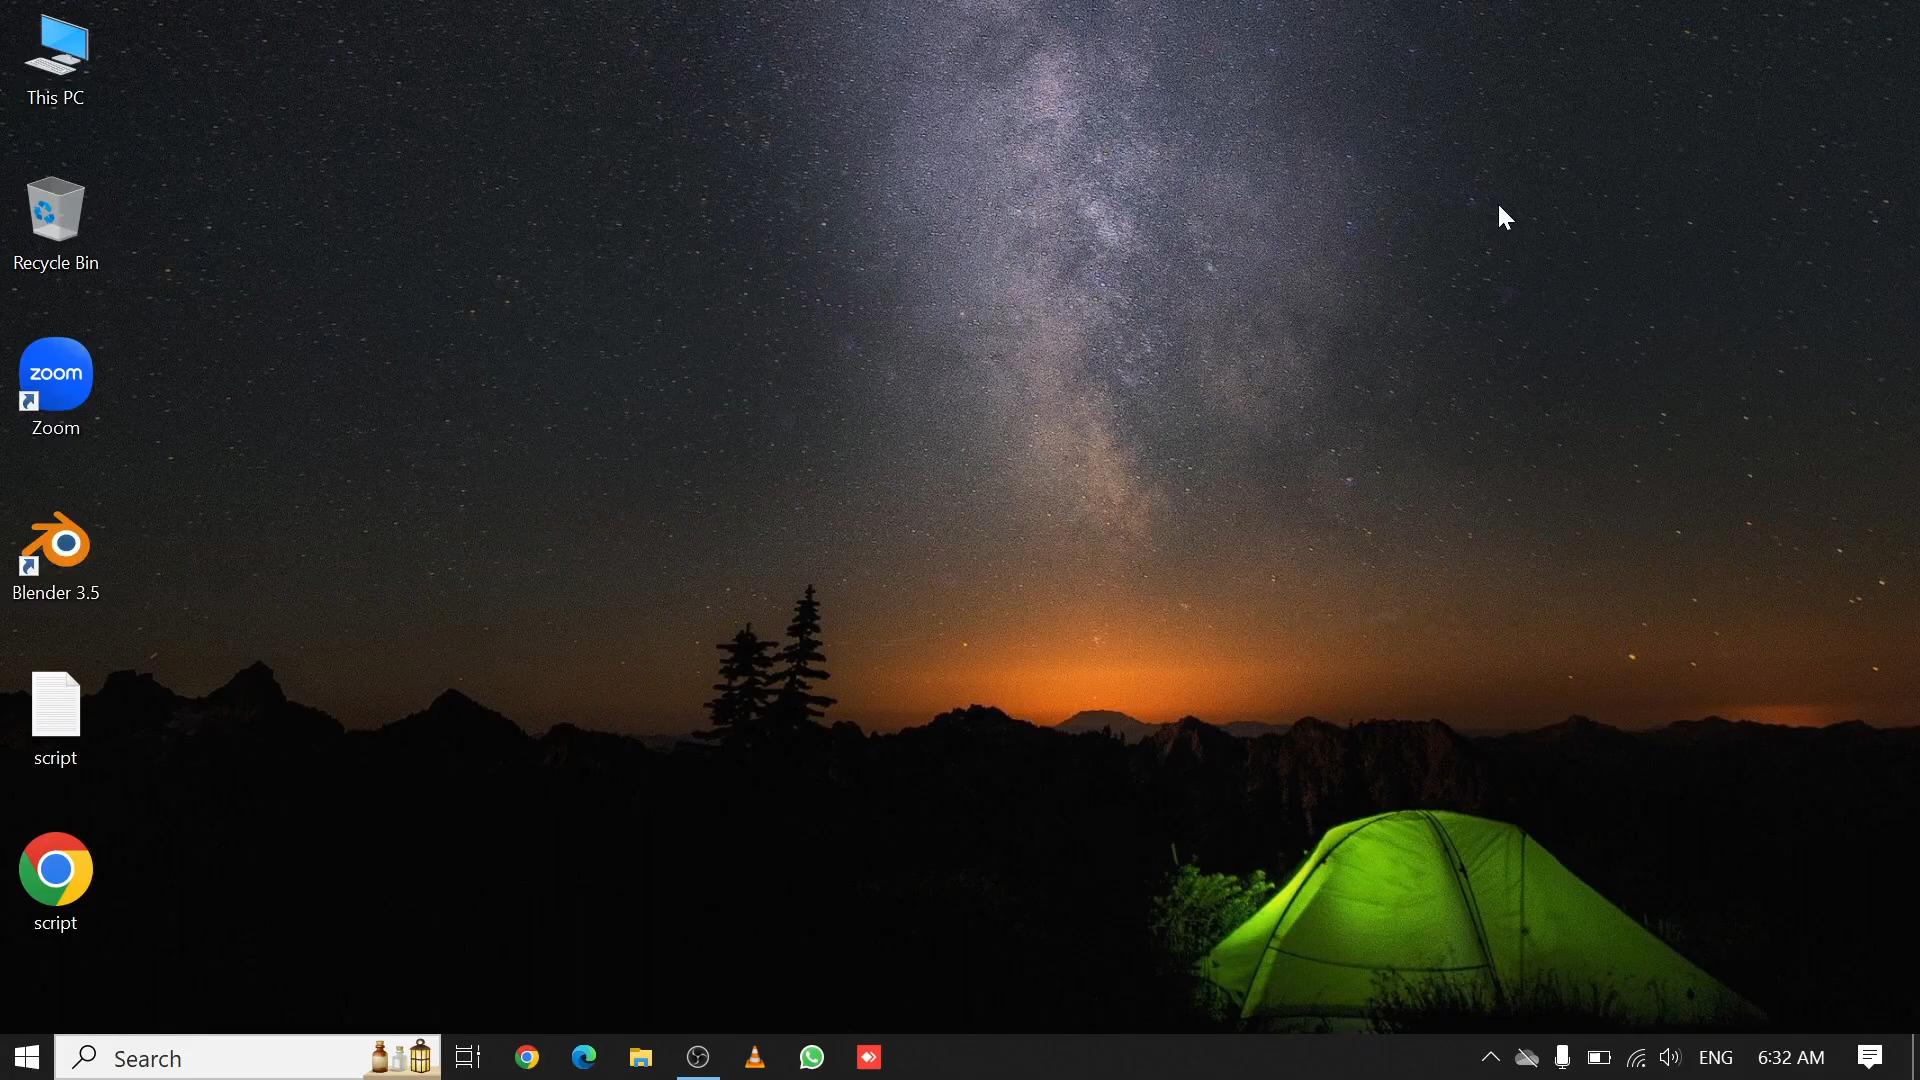 This PC
Recycle Bin
zoom
Zoom
Blender 3.5
script
script
Search
ENG
6:32 AM